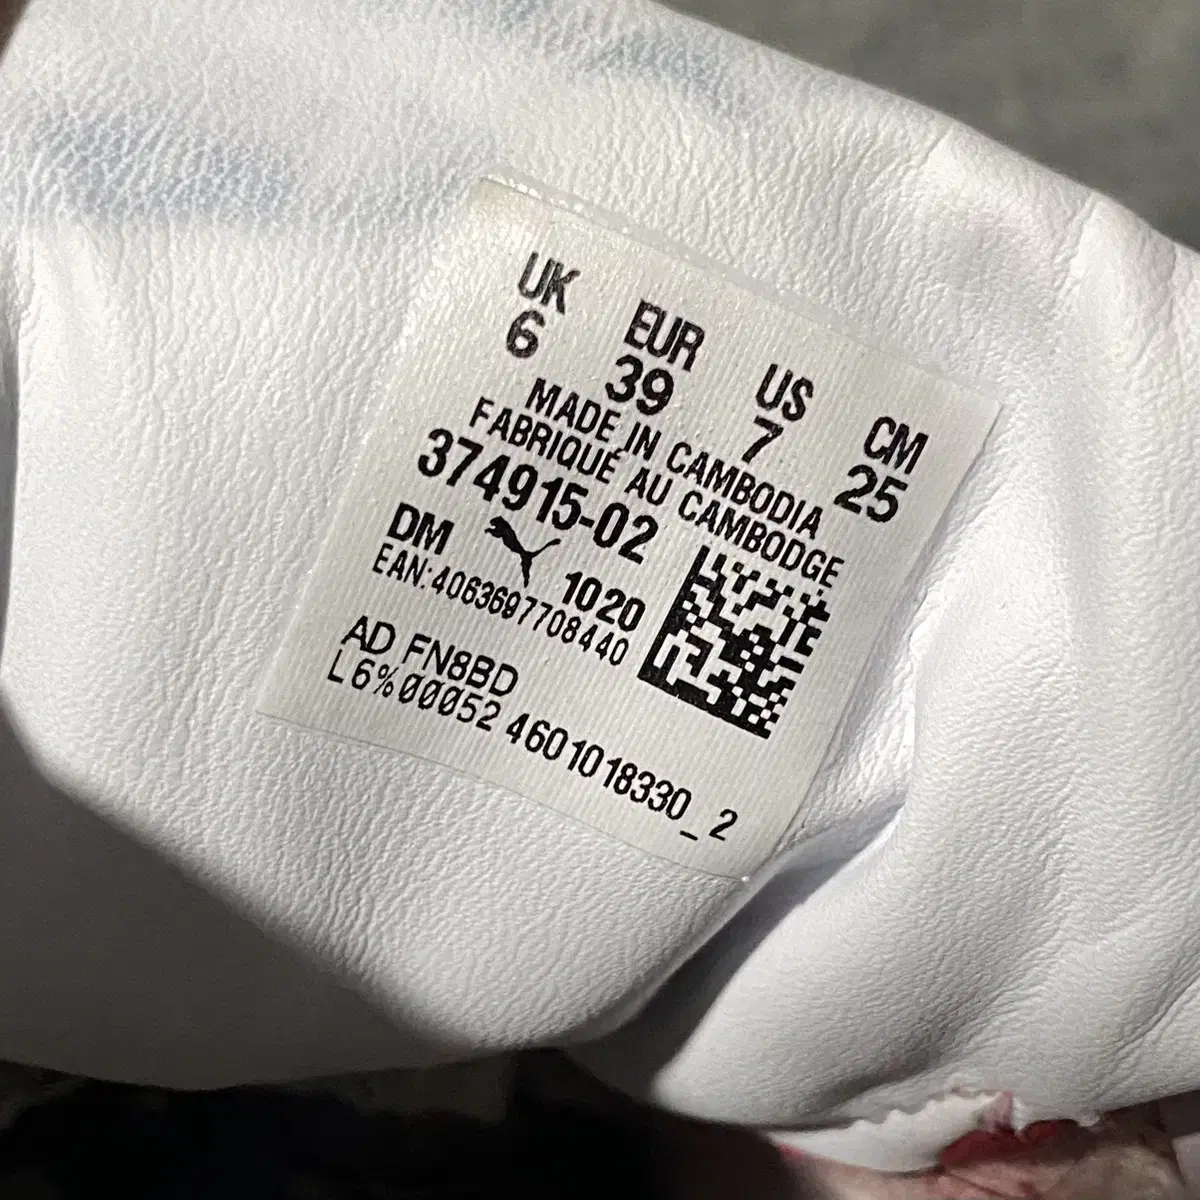 UK EUR US CM
6 39 7 25
MADE IN CAMBODIA
FABRIQUÉ AU CAMBODGE
374915-02
DM 1020
EAN:4063697708440
AD FN8BD
L6%00052 4601018330_2